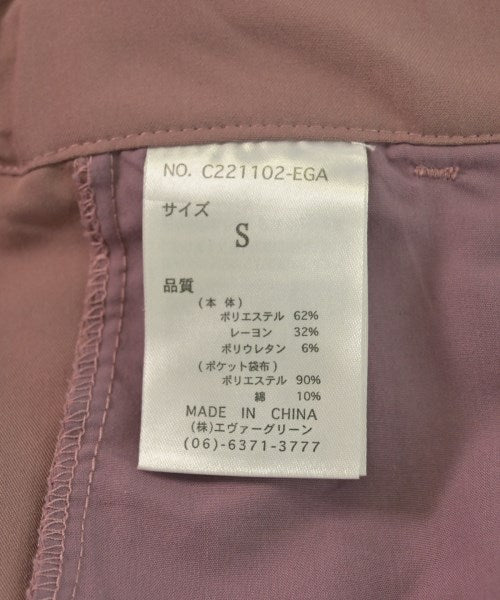 NO. C221102-EGA
サイズ
S
品質
(本 体)
ポリエステル 62%
レーヨン 32%
ポリウレタン 6%
(ポケット袋布)
ポリエステル 90%
綿 10%
MADE IN CHINA
(株)エヴァーグリーン
(06)-6371-3777